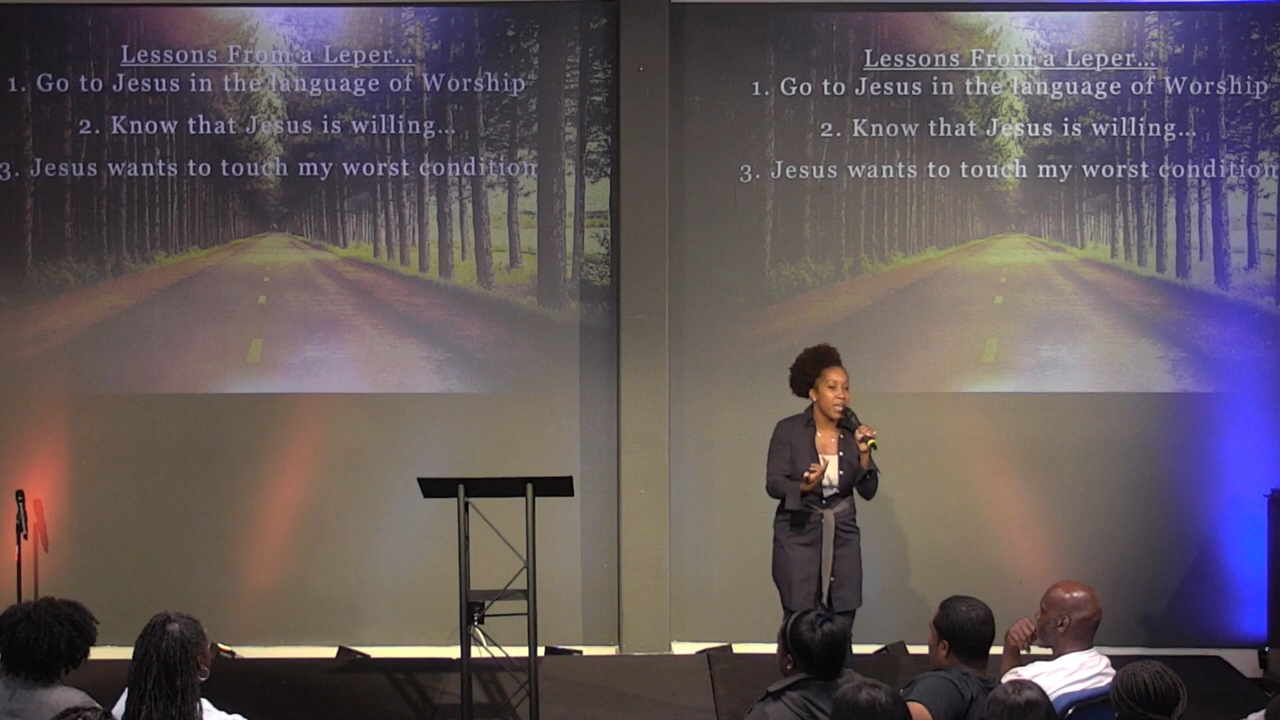 Lessons From a Leper...
1. Go to Jesus in the language of Worship
2. Know that Jesus is willing...
3. Jesus wants to touch my worst condition
Lessons From a Leper...
1. Go to Jesus in the language of Worship
2. Know that Jesus is willing...
3. Jesus wants to touch my worst condition